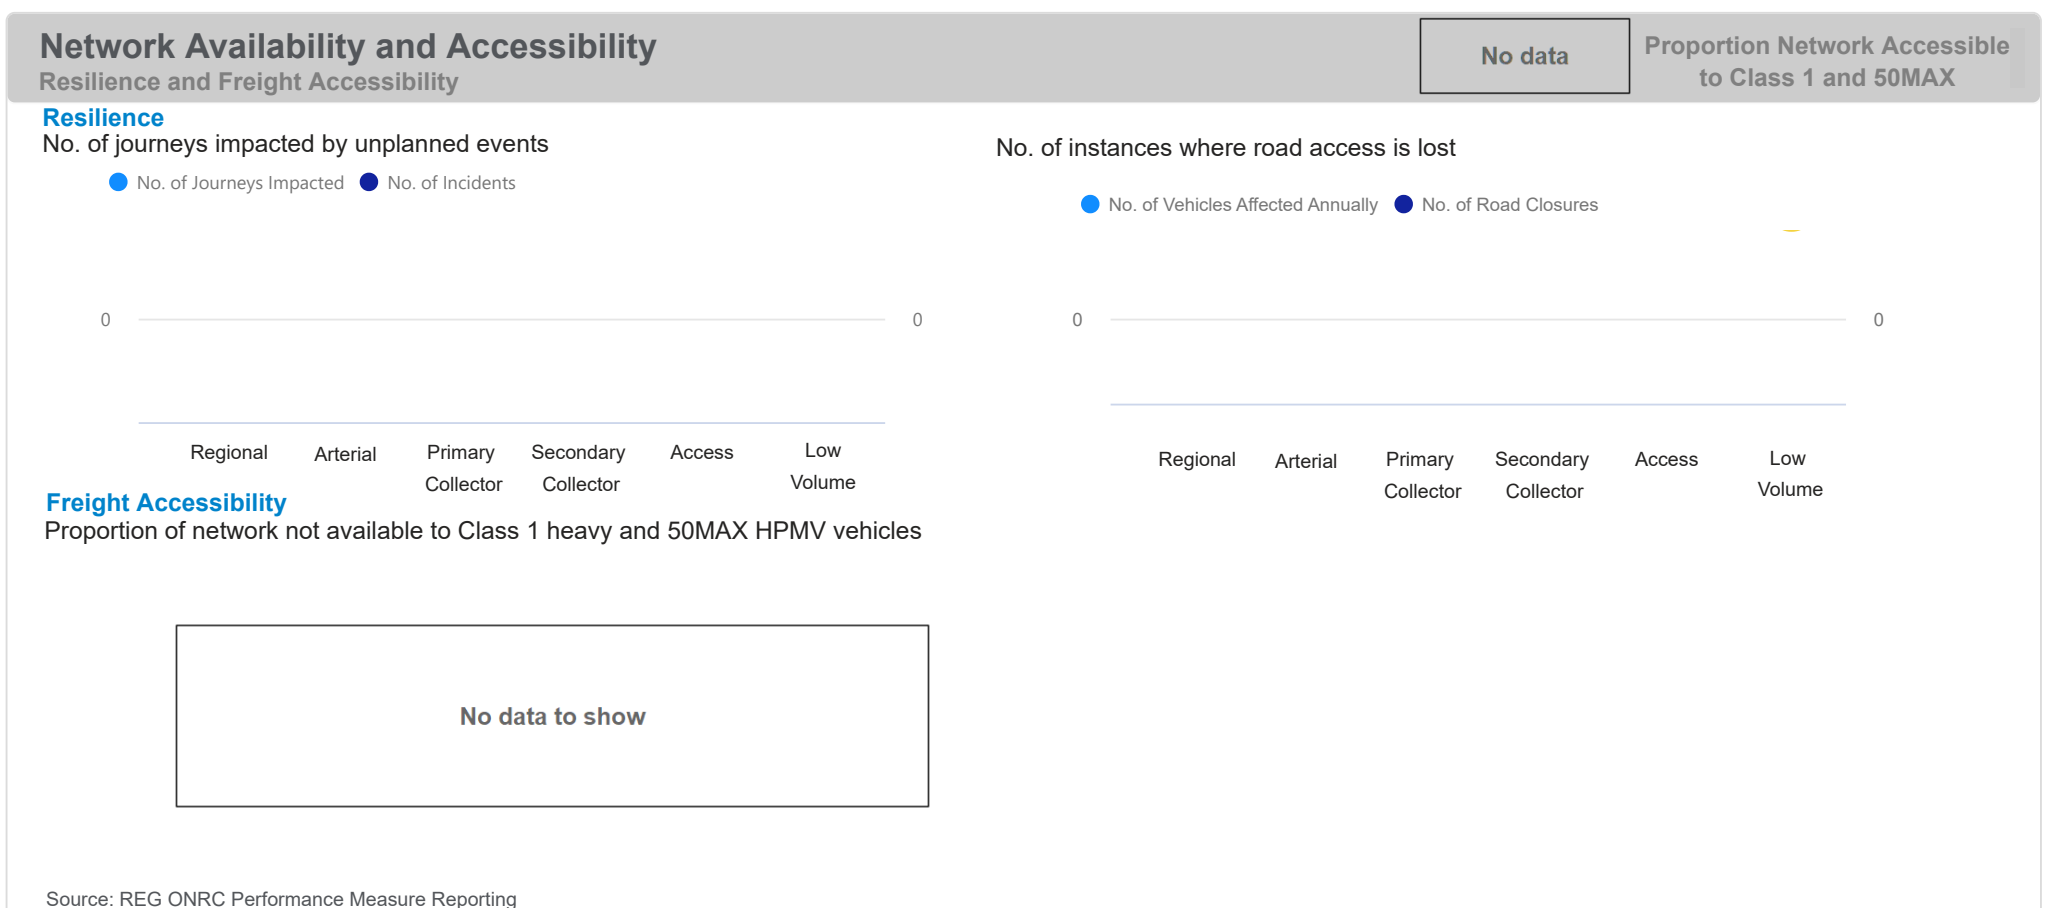 Network Availability and Accessibility
Resilience and Freight Accessibility
No data
Proportion Network Accessible
to Class 1 and 50MAX
Resilience
No. of journeys impacted by unplanned events
No. of Journeys Impacted No. of Incidents
0 0
Regional Arterial Primary Secondary Access Low
Collector Collector Volume
No. of instances where road access is lost
No. of Vehicles Affected Annually No. of Road Closures
0 0
Regional Arterial Primary Secondary Access Low
Collector Collector Volume
Freight Accessibility
Proportion of network not available to Class 1 heavy and 50MAX HPMV vehicles
No data to show
Source: REG ONRC Performance Measure Reporting